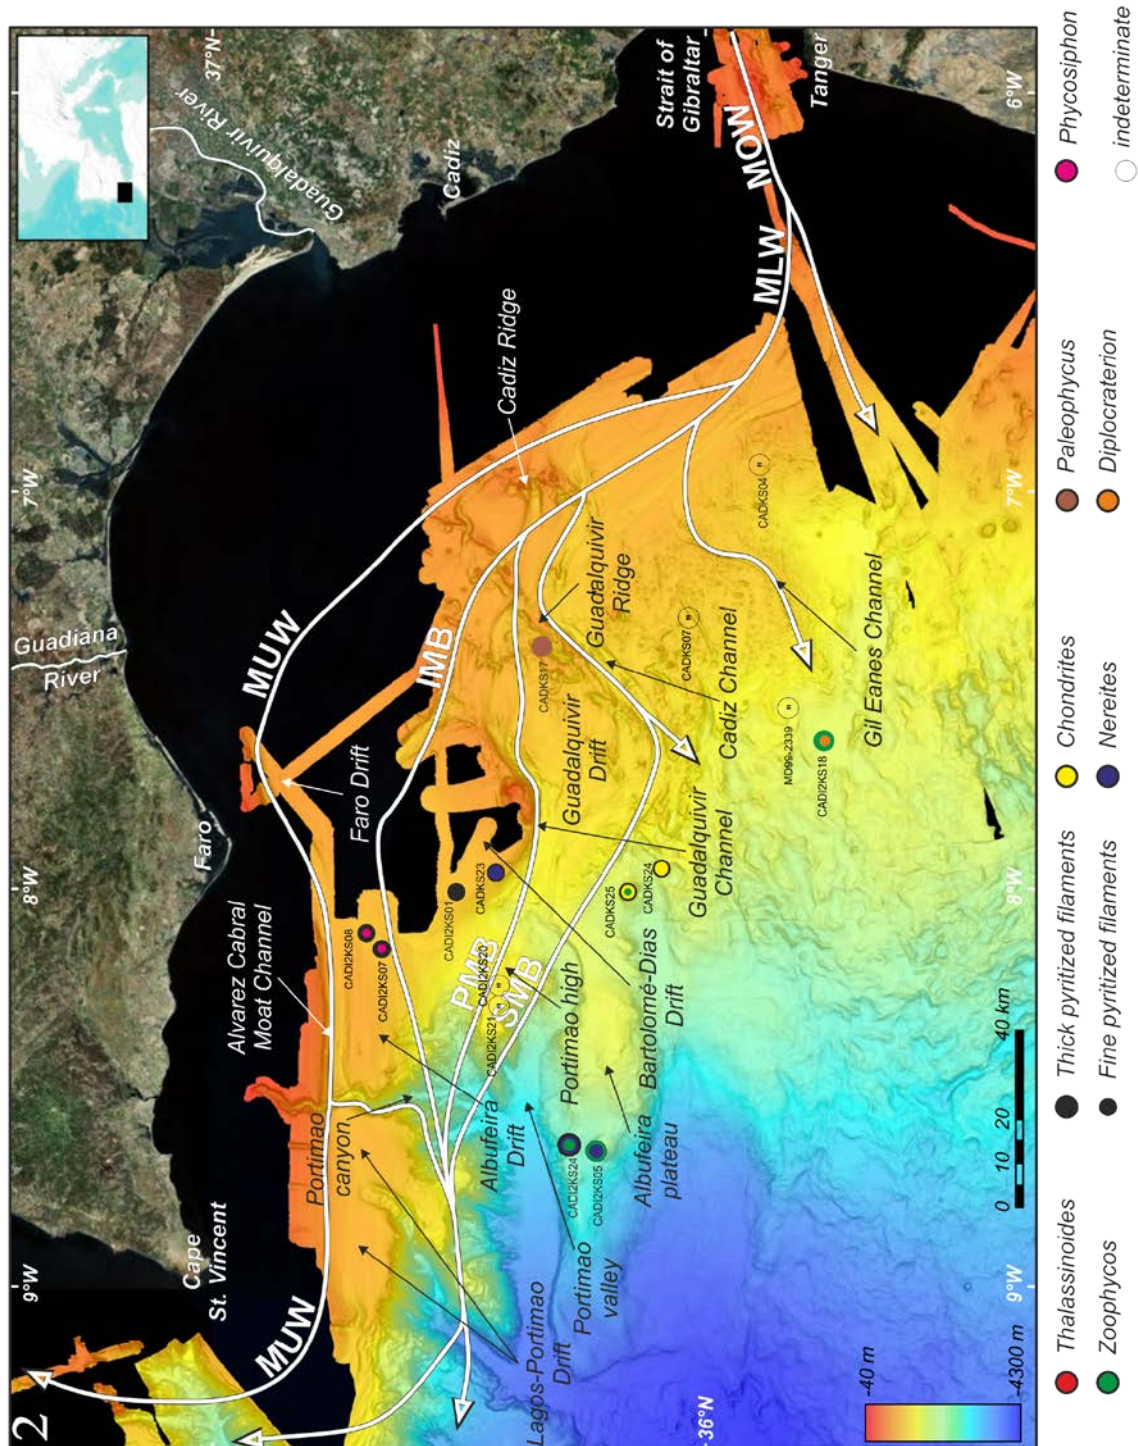 2
37°N
Guadalquivir River
Cadiz
Strait of
Gibraltar
Tanger
6°W
MOW
MLW
7°W
Cadiz Ridge
Guadiana
River
MUW
IMB
Guadalquivir
Ridge
CADKS17
CADKS04
CADKS07
Cadiz Channel
Gil Eanes Channel
MD99-2339
CADI2KS18
Guadalquivir
Drift
Guadalquivir
Channel
Faro
Faro Drift
8°W
CADI2KS01
CADKS23
CADKS25
CADKS24
CADI2KS08
CADI2KS07
Alvarez Cabral
Moat Channel
PMB
CADI2KS20
CADI2KS21
SMB
Portimao high
Bartolomé-Dias
Drift
Albufeira
Drift
Albufeira
plateau
Portimao
canyon
CADI2KS24
CADI2KS05
Portimao
valley
Cape
St. Vincent
9°W
MUW
Lagos-Portimao
Drift
36°N
9°W
8°W
7°W
0 10 20 40 km
-40 m
-4300 m
Thalassinoides
Thick pyritized filaments
Chondrites
Paleophycus
Phycosiphon
Zoophycos
Fine pyritized filaments
Nereites
Diplocraterion
indeterminate